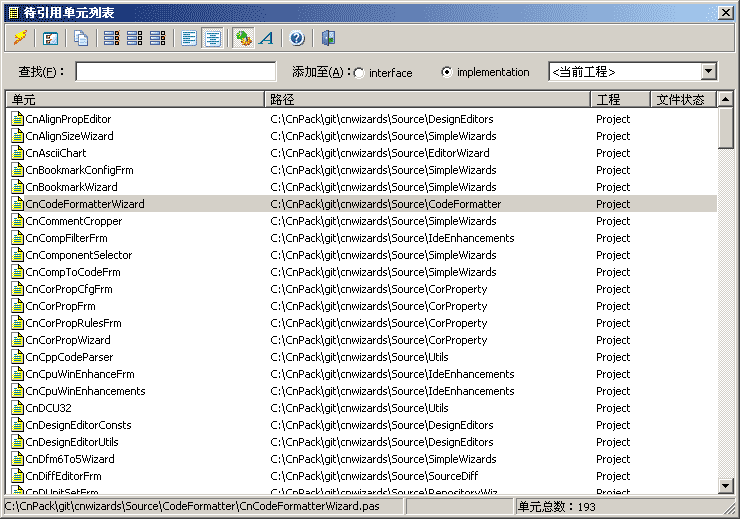 待引用单元列表
查找(F)： 添加至(A)： interface implementation <当前工程>
单元 路径 工程 文件状态
CnAlignPropEditor C:\CnPack\git\cnwizards\Source\DesignEditors Project
CnAlignSizeWizard C:\CnPack\git\cnwizards\Source\SimpleWizards Project
CnAsciiChart C:\CnPack\git\cnwizards\Source\EditorWizard Project
CnBookmarkConfigFrm C:\CnPack\git\cnwizards\Source\SimpleWizards Project
CnBookmarkWizard C:\CnPack\git\cnwizards\Source\SimpleWizards Project
CnCodeFormatterWizard C:\CnPack\git\cnwizards\Source\CodeFormatter Project
CnCommentCropper C:\CnPack\git\cnwizards\Source\SimpleWizards Project
CnCompFilterFrm C:\CnPack\git\cnwizards\Source\IdeEnhancements Project
CnComponentSelector C:\CnPack\git\cnwizards\Source\SimpleWizards Project
CnCompToCodeFrm C:\CnPack\git\cnwizards\Source\SimpleWizards Project
CnCorPropCfgFrm C:\CnPack\git\cnwizards\Source\CorProperty Project
CnCorPropFrm C:\CnPack\git\cnwizards\Source\CorProperty Project
CnCorPropRulesFrm C:\CnPack\git\cnwizards\Source\CorProperty Project
CnCorPropWizard C:\CnPack\git\cnwizards\Source\CorProperty Project
CnCppCodeParser C:\CnPack\git\cnwizards\Source\Utils Project
CnCpuWinEnhanceFrm C:\CnPack\git\cnwizards\Source\IdeEnhancements Project
CnCpuWinEnhancements C:\CnPack\git\cnwizards\Source\IdeEnhancements Project
CnDCU32 C:\CnPack\git\cnwizards\Source\Utils Project
CnDesignEditorConsts C:\CnPack\git\cnwizards\Source\DesignEditors Project
CnDesignEditorUtils C:\CnPack\git\cnwizards\Source\DesignEditors Project
CnDfm6To5Wizard C:\CnPack\git\cnwizards\Source\SimpleWizards Project
CnDiffEditorFrm C:\CnPack\git\cnwizards\Source\SourceDiff Project
CnDUnitSetFrm C:\CnPack\git\cnwizards\Source\RepositoryWiz Project
C:\CnPack\git\cnwizards\Source\CodeFormatter\CnCodeFormatterWizard.pas 单元总数：193